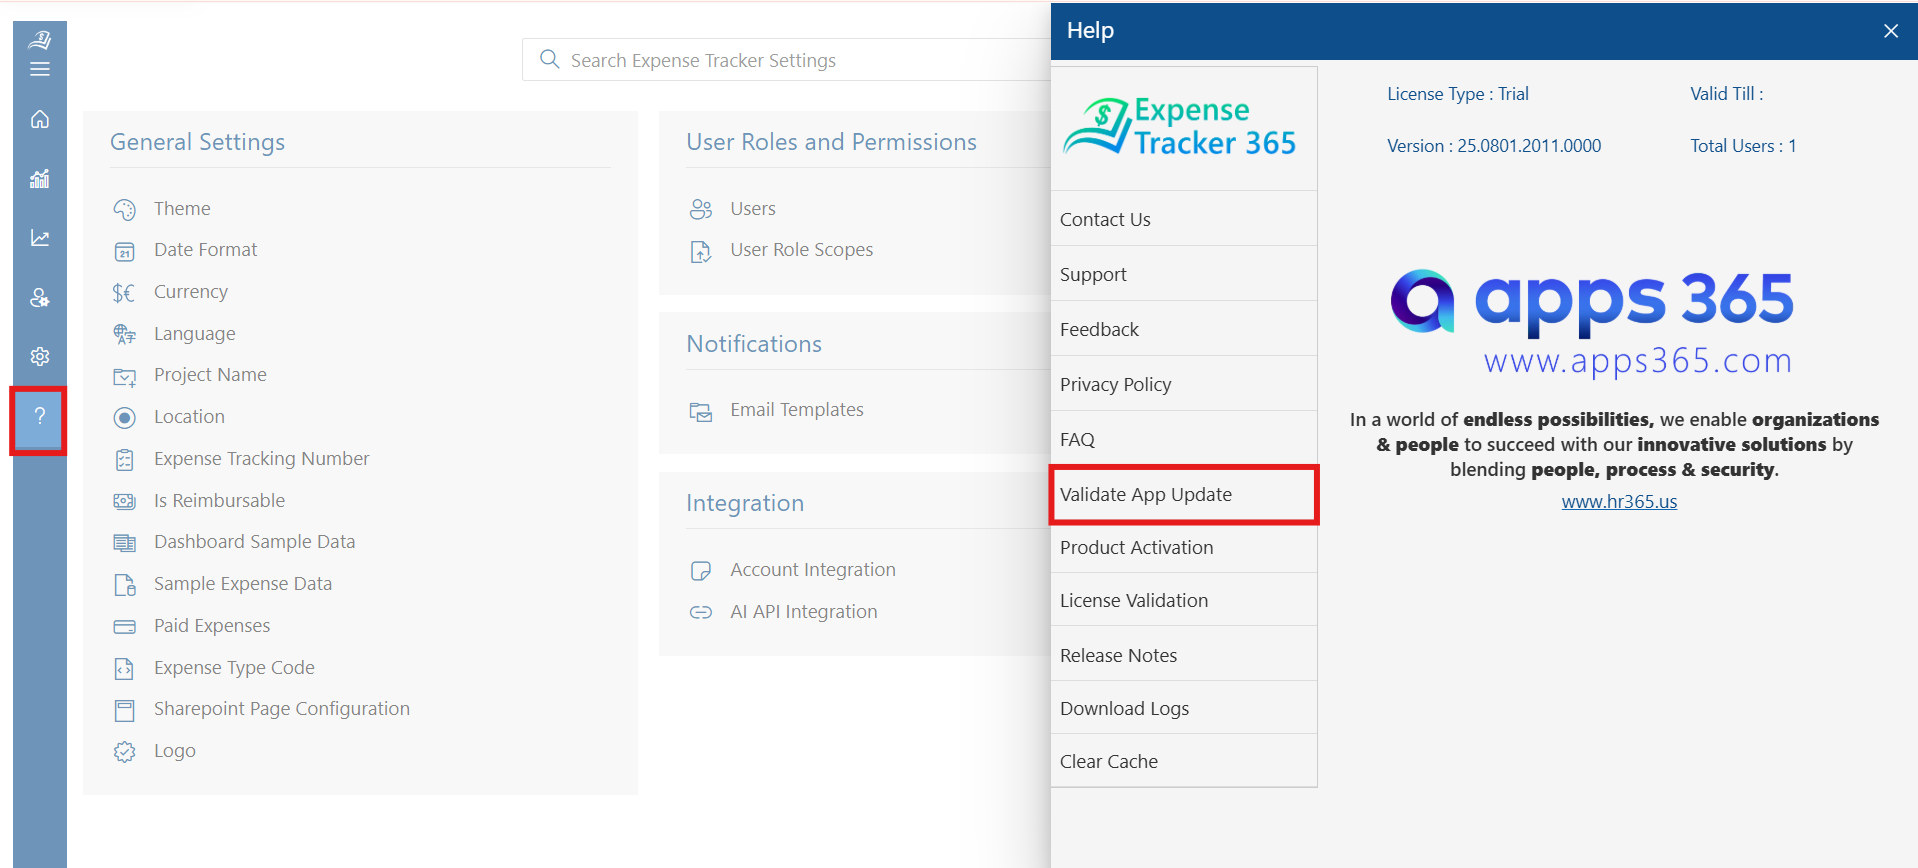 Search Expense Tracker Settings
General Settings
Theme
21
Date Format
$€
Currency
Language
Project Name
Location
Expense Tracking Number
Is Reimbursable
Dashboard Sample Data
Sample Expense Data
Paid Expenses
Expense Type Code
Sharepoint Page Configuration
Logo
User Roles and Permissions
Users
User Role Scopes
Notifications
Email Templates
Integration
Account Integration
AI API Integration
?
Help
$
Expense
Tracker 365
Contact Us
Support
Feedback
Privacy Policy
FAQ
Validate App Update
Product Activation
License Validation
Release Notes
Download Logs
Clear Cache
License Type : Trial
Valid Till :
Version : 25.0801.2011.0000
Total Users : 1
apps 365
www.apps365.com
In a world of endless possibilities, we enable organizations
& people to succeed with our innovative solutions by
blending people, process & security.
www.hr365.us